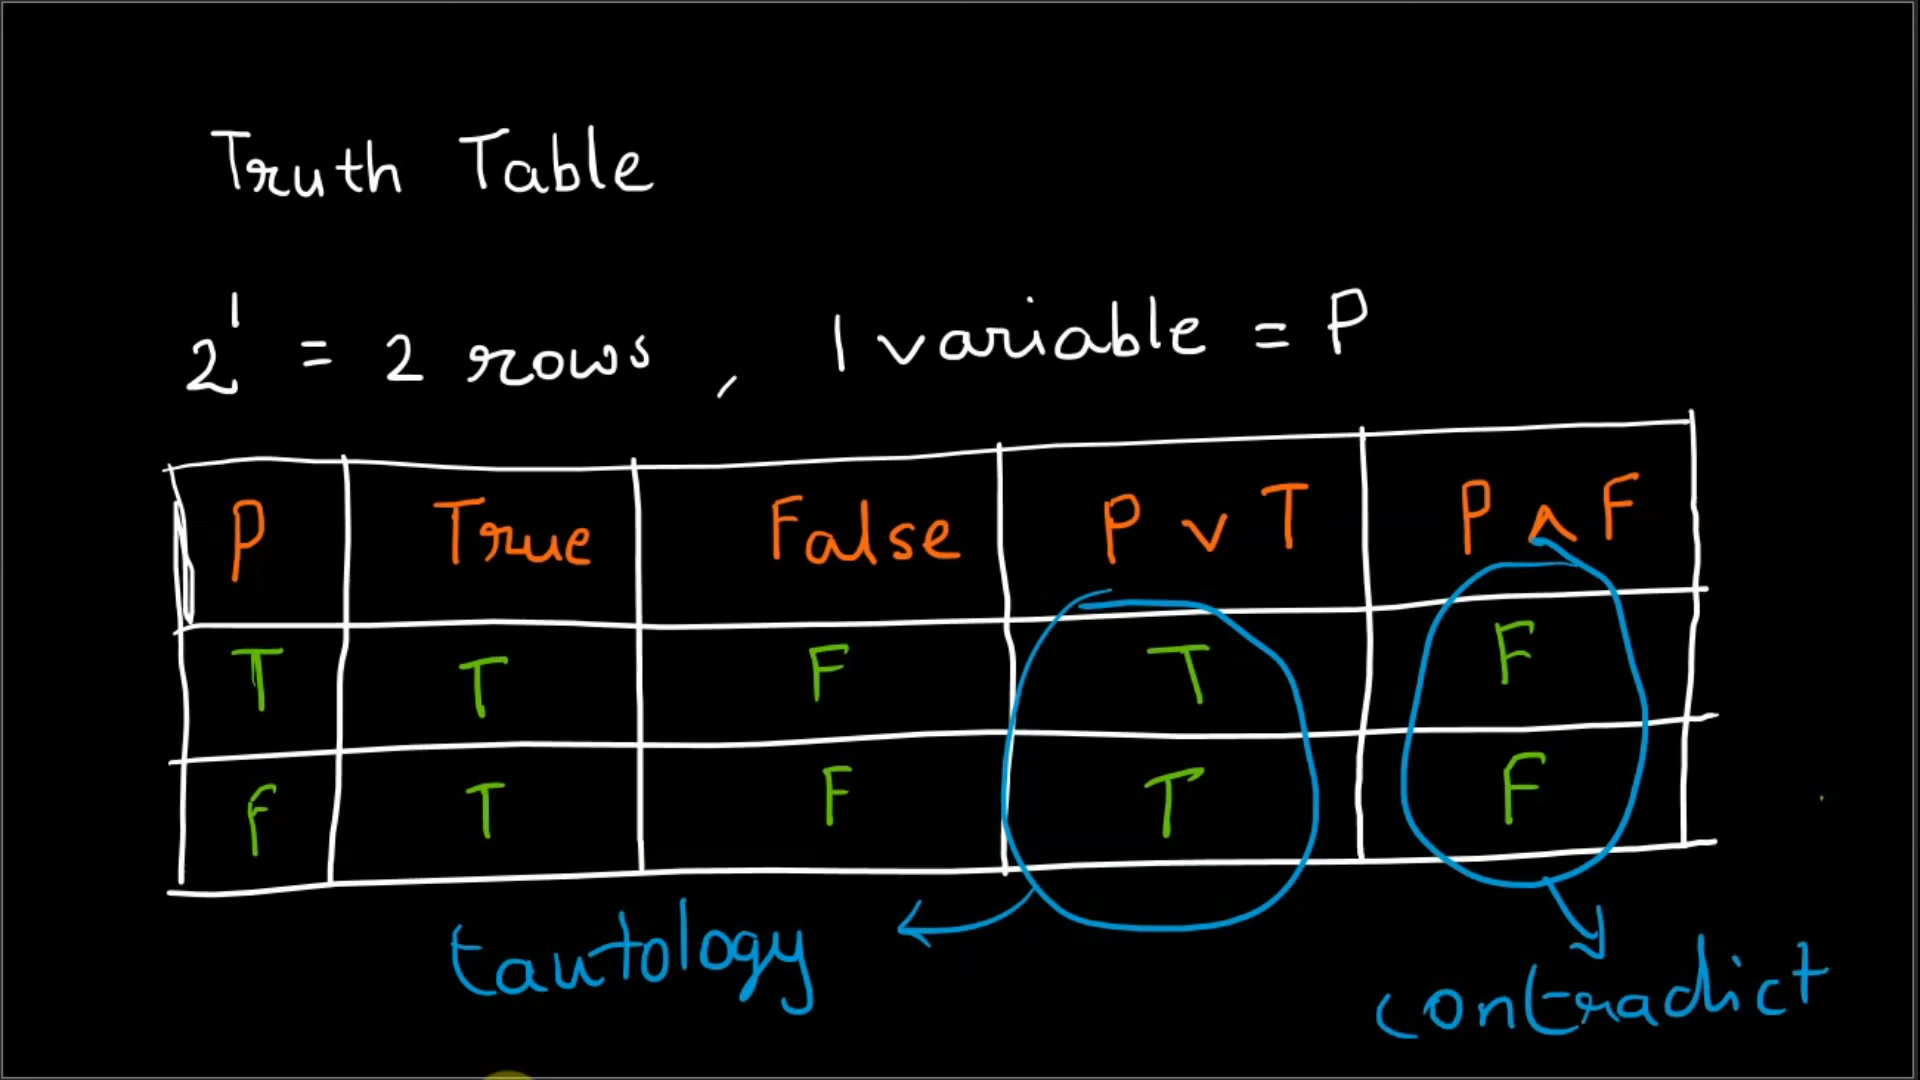 Truth Table
2¹ = 2 rows , 1 variable = P
P True False P ∨ T P ∧ F
T T F T F
F T F T F
tautology
contradict